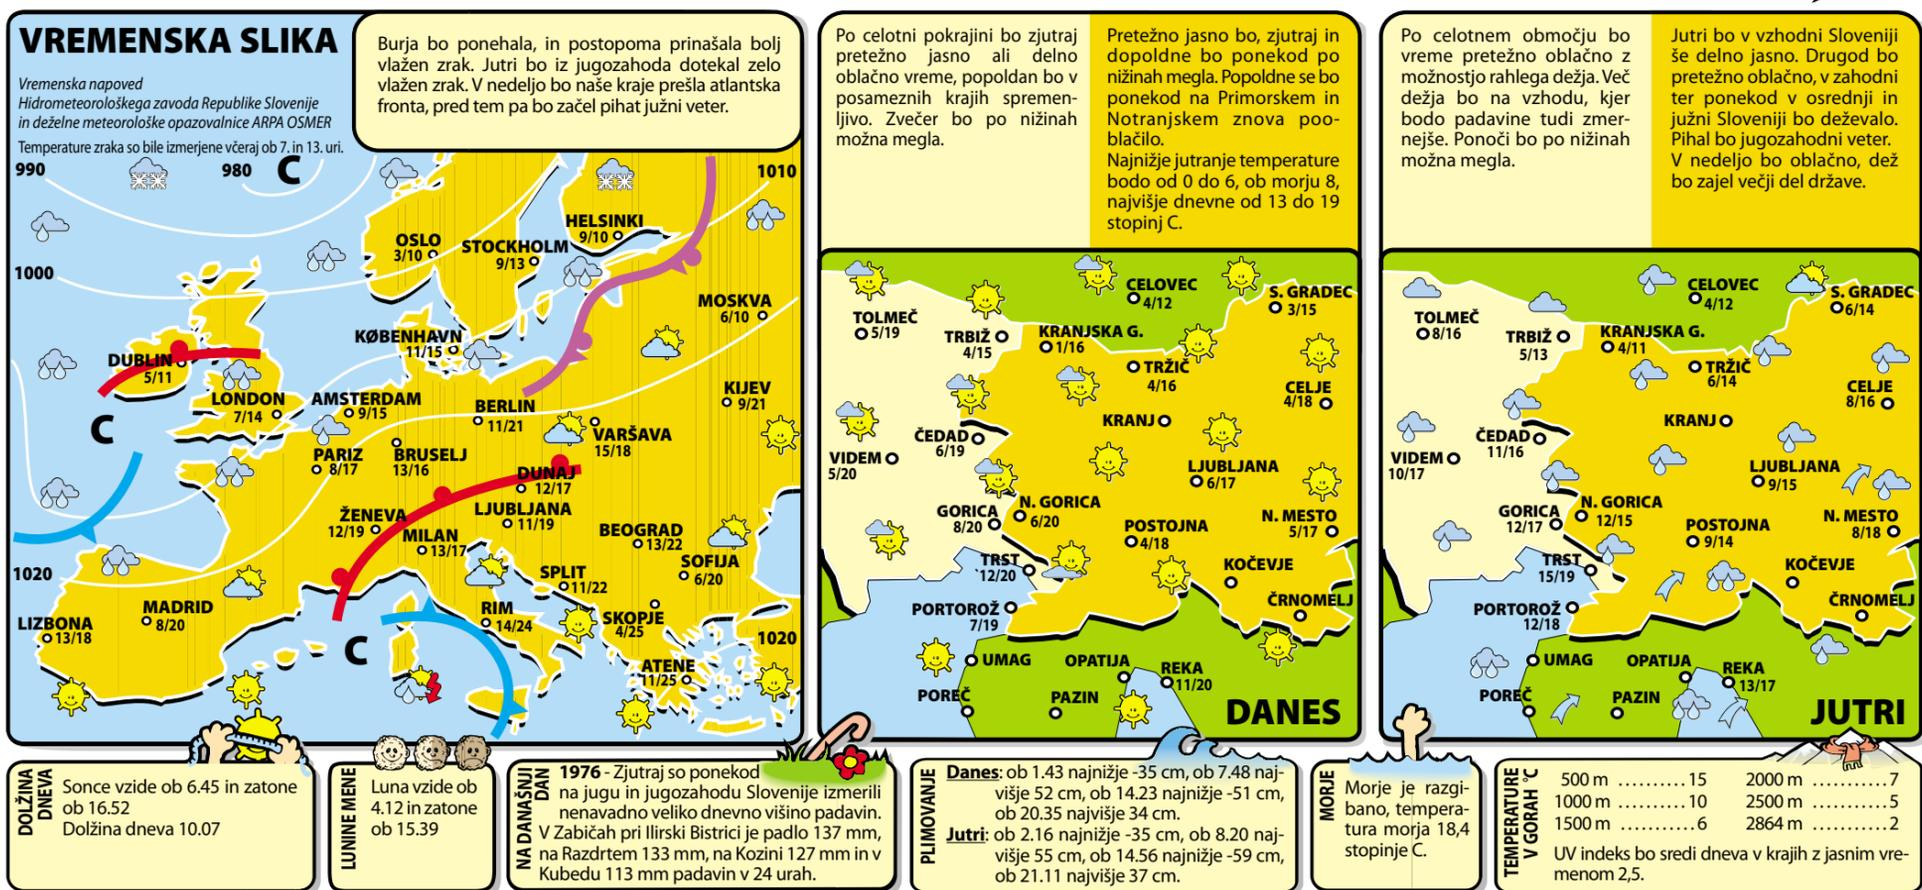 VREMENSKA SLIKA
Vremenska napoved
Hidrometeorološkega zavoda Republike Slovenije
in deželne meteorološke opazovalnice ARPA OSMER
Temperature zraka so bile izmerjene včeraj ob 7. in 13. uri.
Burja bo ponehala, in postopoma prinašala bolj
vlažen zrak. Jutri bo iz jugozahoda dotekal zelo
vlažen zrak. V nedeljo bo naše kraje prešla atlantska
fronta, pred tem pa bo začel pihat južni veter.
990
980
C
1010
1000
HELSINKI
9/10
OSLO
3/10
STOCKHOLM
9/13
MOSKVA
6/10
KØBENHAVN
11/15
DUBLIN
5/11
LONDON
7/14
AMSTERDAM
9/15
BERLIN
11/21
KIJEV
9/21
C
VARŠAVA
15/18
PARIZ
8/17
BRUSELJ
13/16
DUNAJ
12/17
ŽENEVA
12/19
LJUBLJANA
11/19
MILAN
13/17
BEOGRAD
13/22
SOFIJA
6/20
1020
SPLIT
11/22
MADRID
8/20
LIZBONA
13/18
RIM
14/24
SKOPJE
4/25
1020
C
ATENE
11/25
Po celotni pokrajini bo zjutraj
pretežno jasno ali delno
oblačno vreme, popoldan bo v
posameznih krajih spremen-
ljivo. Zvečer bo po nižinah
možna megla.
Pretežno jasno bo, zjutraj in
dopoldne bo ponekod po
nižinah megla. Popoldne se bo
ponekod na Primorskem in
Notranjskem znova poo-
blačilo.
Najnižje jutranje temperature
bodo od 0 do 6, ob morju 8,
najvišje dnevne od 13 do 19
stopinj C.
CELOVEC
4/12
S. GRADEC
3/15
TOLMEČ
5/19
TRBIŽ
4/15
KRANJSKA G.
1/16
TRŽIČ
4/16
CELJE
4/18
KRANJ
ČEDAD
6/19
VIDEM
5/20
LJUBLJANA
6/17
N. GORICA
6/20
GORICA
8/20
POSTOJNA
4/18
N. MESTO
5/17
TRST
12/20
KOČEVJE
PORTOROŽ
7/19
ČRNOMELJ
UMAG
OPATIJA
REKA
11/20
POREČ
PAZIN
DANES
Po celotnem območju bo
vreme pretežno oblačno z
možnostjo rahlega dežja. Več
dežja bo na vzhodu, kjer
bodo padavine tudi zmer-
nejše. Ponoči bo po nižinah
možna megla.
Jutri bo v vzhodni Sloveniji
še delno jasno. Drugod bo
pretežno oblačno, v zahodni
ter ponekod v osrednji in
južni Sloveniji bo deževalo.
Pihal bo jugozahodni veter.
V nedeljo bo oblačno, dež
bo zajel večji del države.
CELOVEC
4/12
S. GRADEC
6/14
TOLMEČ
8/16
TRBIŽ
5/13
KRANJSKA G.
4/11
TRŽIČ
6/14
CELJE
8/16
KRANJ
ČEDAD
11/16
VIDEM
10/17
LJUBLJANA
9/15
N. GORICA
12/15
GORICA
12/17
POSTOJNA
9/14
N. MESTO
8/18
TRST
15/19
KOČEVJE
PORTOROŽ
12/18
ČRNOMELJ
UMAG
OPATIJA
REKA
13/17
POREČ
PAZIN
JUTRI
DOLŽINA
DNEVA
Sonce vzide ob 6.45 in zatone
ob 16.52
Dolžina dneva 10.07
LUNINE MENE
Luna vzide ob
4.12 in zatone
ob 15.39
NA DANAŠNJI
DAN
1976 - Zjutraj so ponekod
na jugu in jugozahodu Slovenije izmerili
nenavadno veliko dnevno višino padavin.
V Zabičah pri Ilirski Bistrici je padlo 137 mm,
na Razdrtem 133 mm, na Kozini 127 mm in v
Kubedu 113 mm padavin v 24 urah.
PLIMOVANJE
Danes: ob 1.43 najnižje -35 cm, ob 7.48 naj-
višje 52 cm, ob 14.23 najnižje -51 cm,
ob 20.35 najvišje 34 cm.
Jutri: ob 2.16 najnižje -35 cm, ob 8.20 naj-
višje 55 cm, ob 14.56 najnižje -59 cm,
ob 21.11 najvišje 37 cm.
MORJE
Morje je razgi-
bano, tempera-
tura morja 18,4
stopinje C.
TEMPERATURE
V GORAH °C
500 m ..........15 2000 m ............7
1000 m ..........10 2500 m ............5
1500 m ...........6 2864 m ............2
UV indeks bo sredi dneva v krajih z jasnim vre-
menom 2,5.